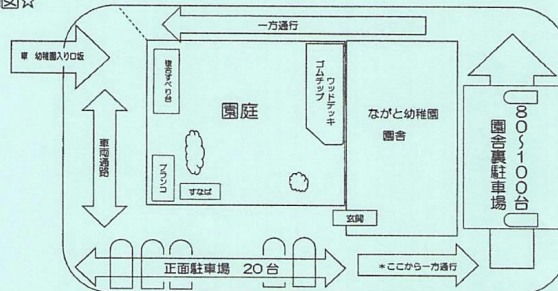 図☆
一方通行
車　幼稚園入り口坂
複合すべり台
ウッドデッキ
ゴムチップ
園庭
ながと幼稚園
園舎
80～100台
園舎裏駐車場
車両通路
ブランコ
すなば
玄関
正面駐車場　20台
*ここから一方通行